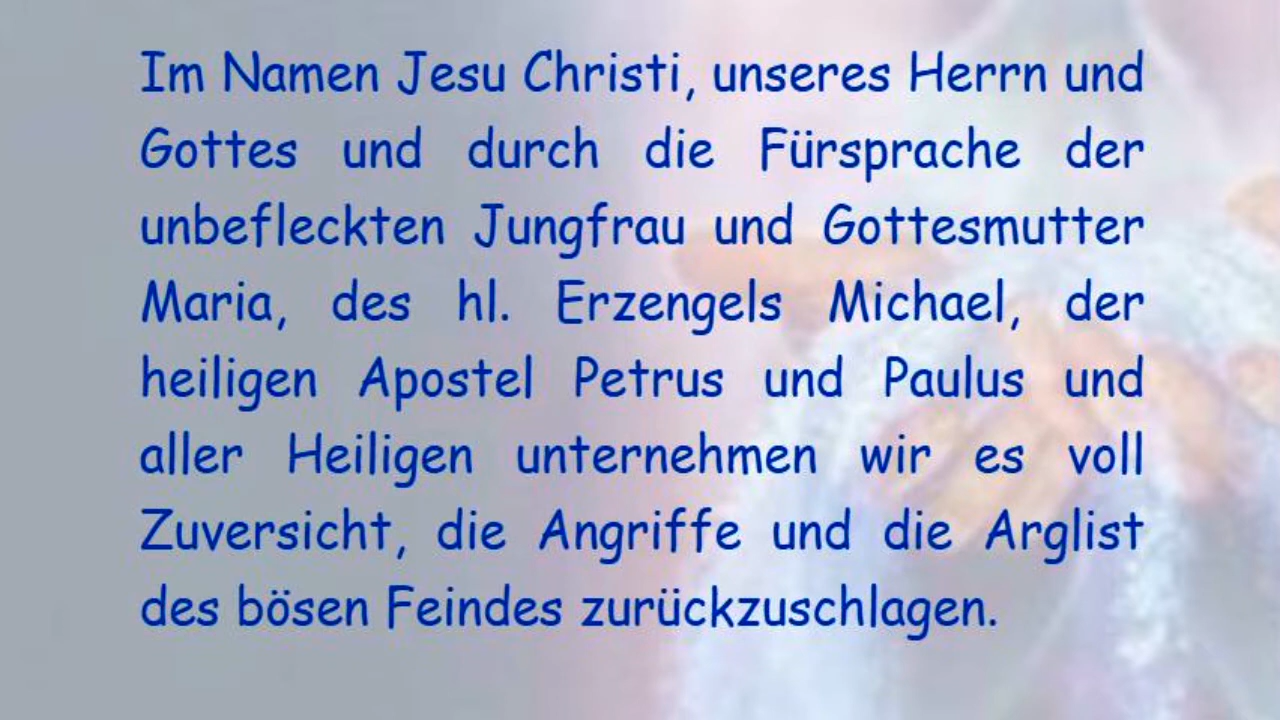 Im Namen Jesu Christi, unseres Herrn und
Gottes und durch die Fürsprache der
unbefleckten Jungfrau und Gottesmutter
Maria, des hl. Erzengels Michael, der
heiligen Apostel Petrus und Paulus und
aller Heiligen unternehmen wir es voll
Zuversicht, die Angriffe und die Arglist
des bösen Feindes zurückzuschlagen.